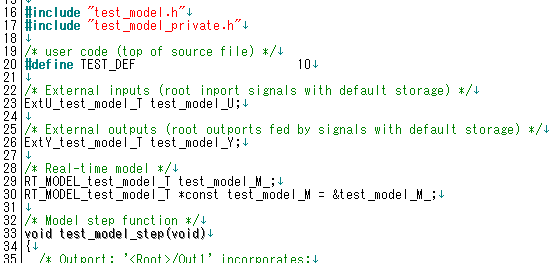 16 #include "test_model.h"↓
17 #include "test_model_private.h"↓
18 ↓
19 /* user code (top of source file) */↓
20 #define TEST_DEF 10↓
21 ↓
22 /* External inputs (root inport signals with default storage) */↓
23 ExtU_test_model_T test_model_U;↓
24 ↓
25 /* External outputs (root outports fed by signals with default storage) */↓
26 ExtY_test_model_T test_model_Y;↓
27 ↓
28 /* Real-time model */↓
29 RT_MODEL_test_model_T test_model_M_;↓
30 RT_MODEL_test_model_T *const test_model_M = &test_model_M_;↓
31 ↓
32 /* Model step function */↓
33 void test_model_step(void)↓
34 {↓
35 /* Outport: '<Root>/Out1' incorporates:↓